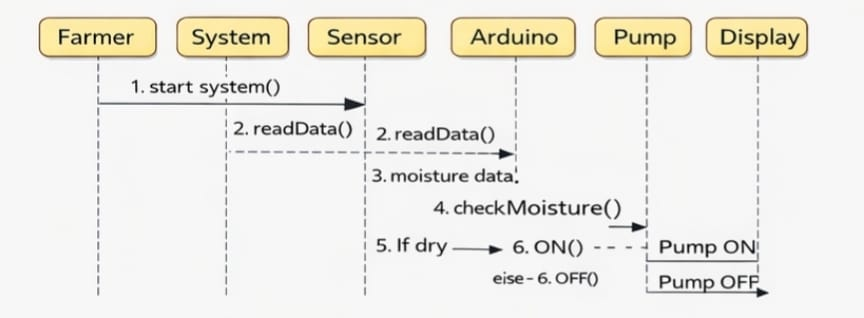 Farmer System Sensor Arduino Pump Display
1. start system()
2. readData() 2. readData()
3. moisture data.
4. checkMoisture()
5. If dry 6. ON() Pump ON
eise - 6. OFF() Pump OFF